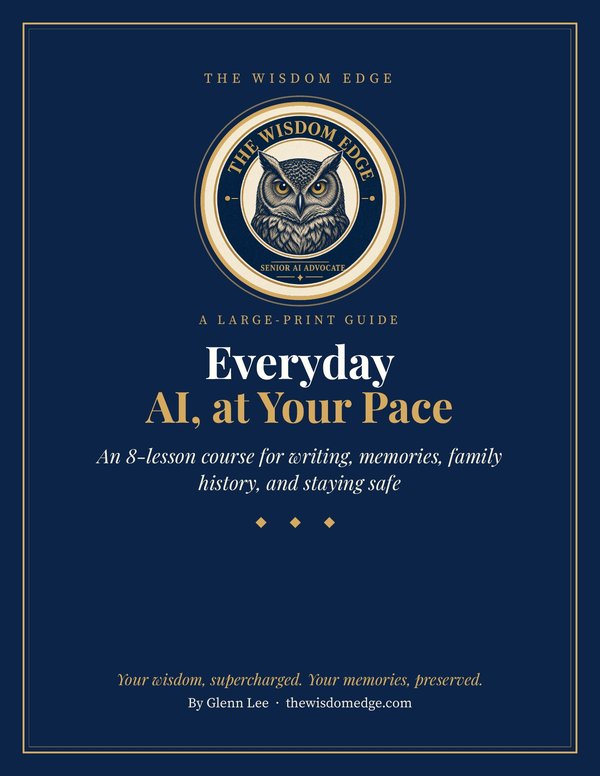 THE WISDOM EDGE
THE WISDOM EDGE
SENIOR AI ADVOCATE
A LARGE-PRINT GUIDE
Everyday
AI, at Your Pace
An 8-lesson course for writing, memories, family
history, and staying safe
Your wisdom, supercharged. Your memories, preserved.
By Glenn Lee · thewisdomedge.com